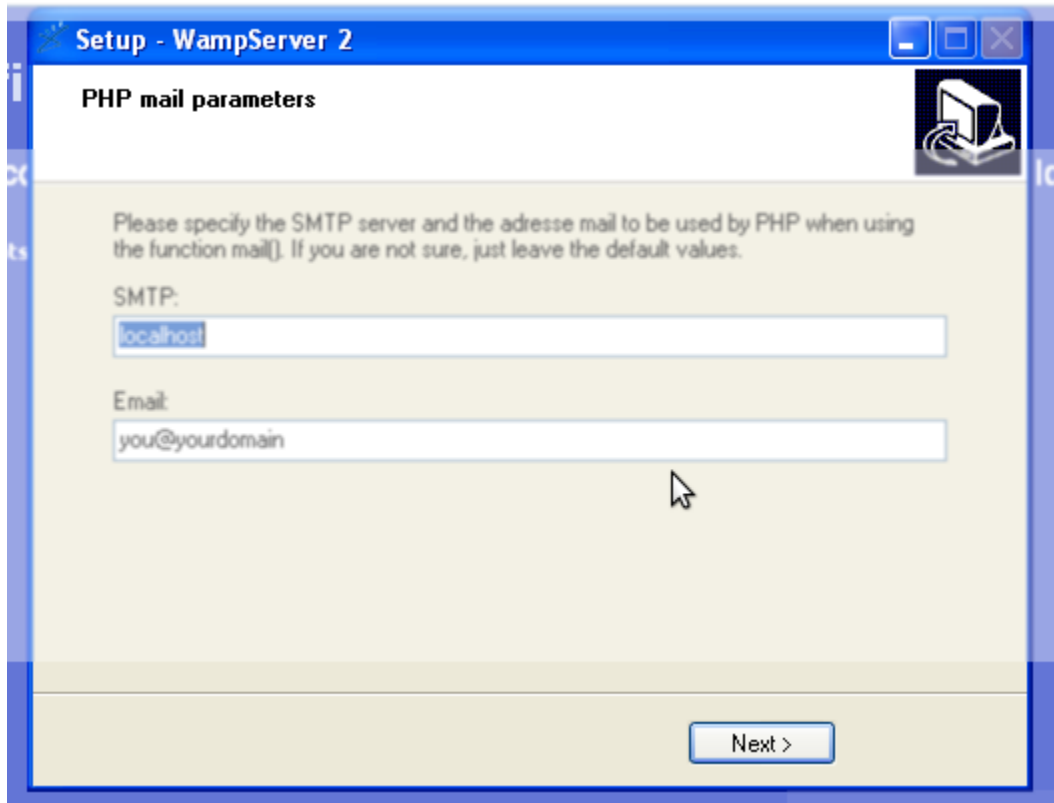 Setup - WampServer 2
PHP mail parameters
Please specify the SMTP server and the adresse mail to be used by PHP when using
the function mail(). If you are not sure, just leave the default values.
SMTP:
localhost
Email:
you@yourdomain
Next >